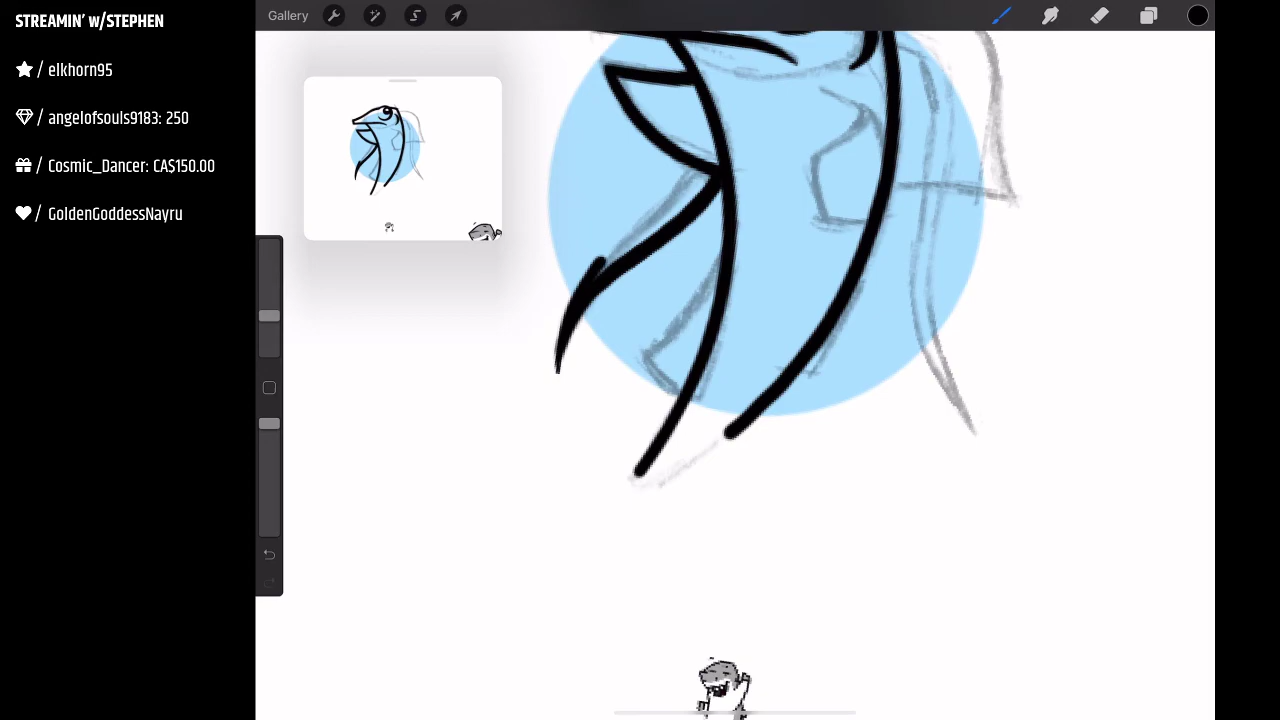 STREAMIN' w/STEPHEN
/ elkhorn95
/ angelofsouls9183: 250
/ Cosmic_Dancer: CA$150.00
/ GoldenGoddessNayru
Gallery